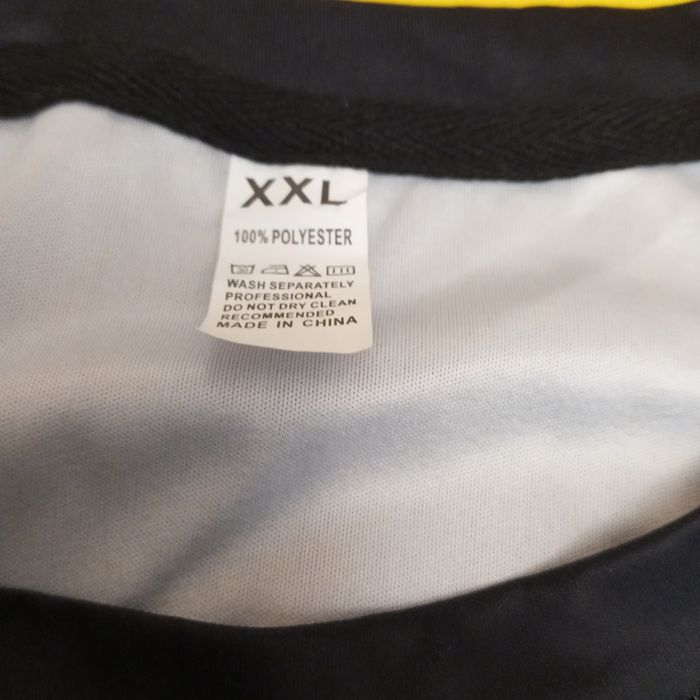 XXL
100% POLYESTER
WASH SEPARATELY
PROFESSIONAL
DO NOT DRY CLEAN
RECOMMENDED
MADE IN CHINA